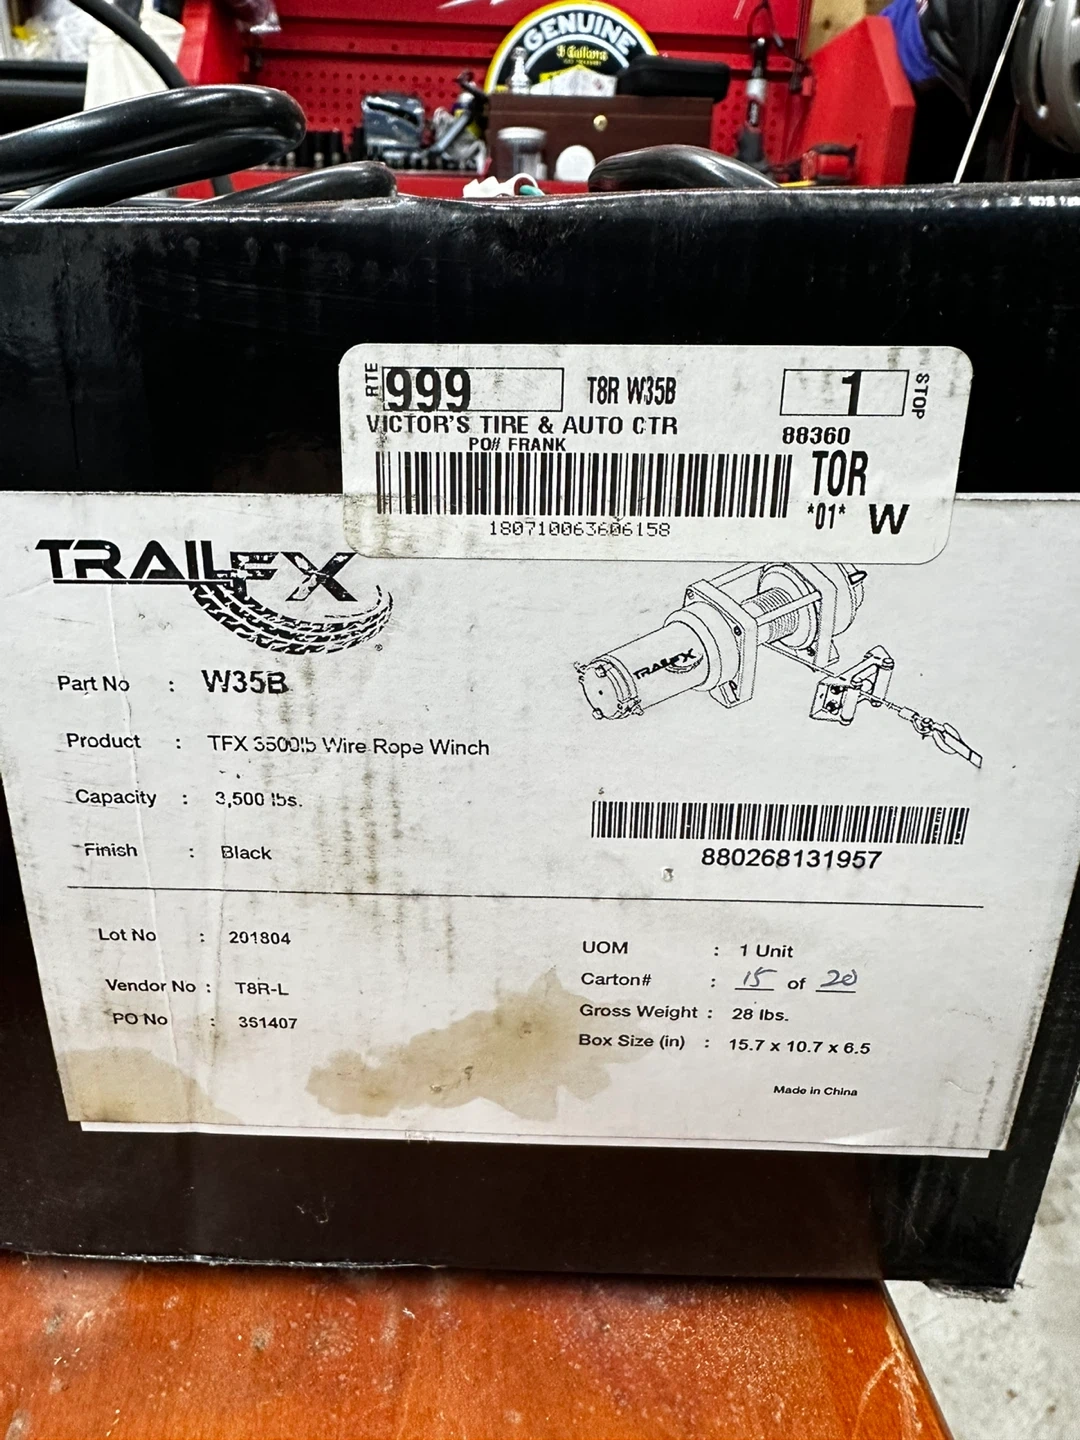 GENUINE
RTE 999 T8R W35B 1 STOP
VICTOR'S TIRE & AUTO CTR 88360
PO# FRANK
TOR
*01* W
180710063606158
TRAILFX
®
TRAILFX
Part No : W35B
Product : TFX 3500lb Wire Rope Winch
Capacity : 3,500 lbs.
Finish : Black
880268131957
Lot No : 201804
Vendor No : T8R-L
PO No : 351407
UOM : 1 Unit
Carton# : 15 of 20
Gross Weight : 28 lbs.
Box Size (in) : 15.7 x 10.7 x 6.5
Made in China